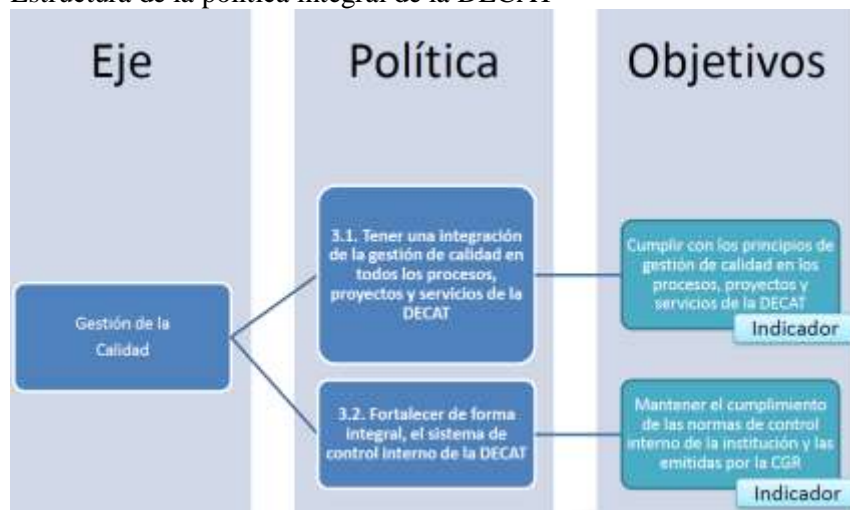 Estructura de la política integral de la DECAT
Eje
Política
Objetivos
Gestión de la
Calidad
3.1. Tener una integración
de la gestión de calidad en
todos los procesos,
proyectos y servicios de la
DECAT
Cumplir con los principios de
gestión de calidad en los
procesos, proyectos y
servicios de la DECAT
Indicador
3.2. Fortalecer de forma
integral, el sistema de
control interno de la DECAT
Mantener el cumplimiento
de las normas de control
interno de la institución y las
emitidas por la CGR
Indicador